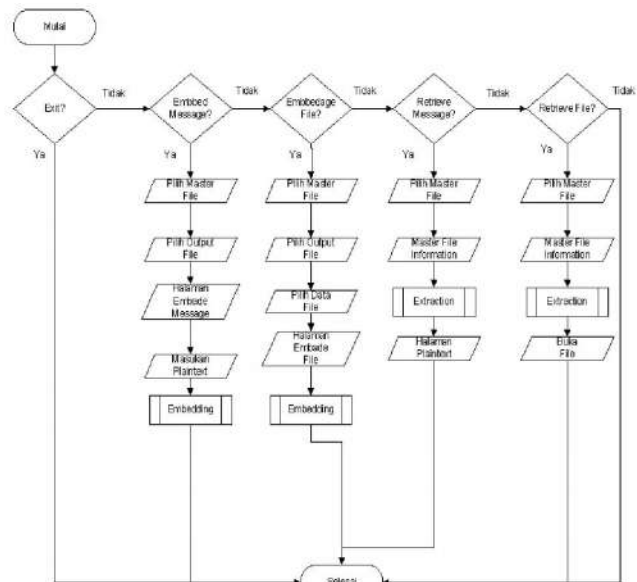 Mulai
Exit?
Tidak
Embed
Message?
Tidak
Embbedage
File?
Tidak
Retrieve
Message?
Tidak
Retrieve File?
Tidak
Ya
Ya
Ya
Ya
Ya
Pilih Master
File
Pilih Master
File
Pilih Master
File
Pilih Master
File
Pilih Output
File
Pilih Output
File
Master File
Information
Master File
Information
Halaman
Embede
Message
Pilih Data
File
Extraction
Extraction
Masukan
Plaintext
Halaman
Embede
File
Halaman
Plaintext
Buka
File
Embedding
Embedding
Selesai